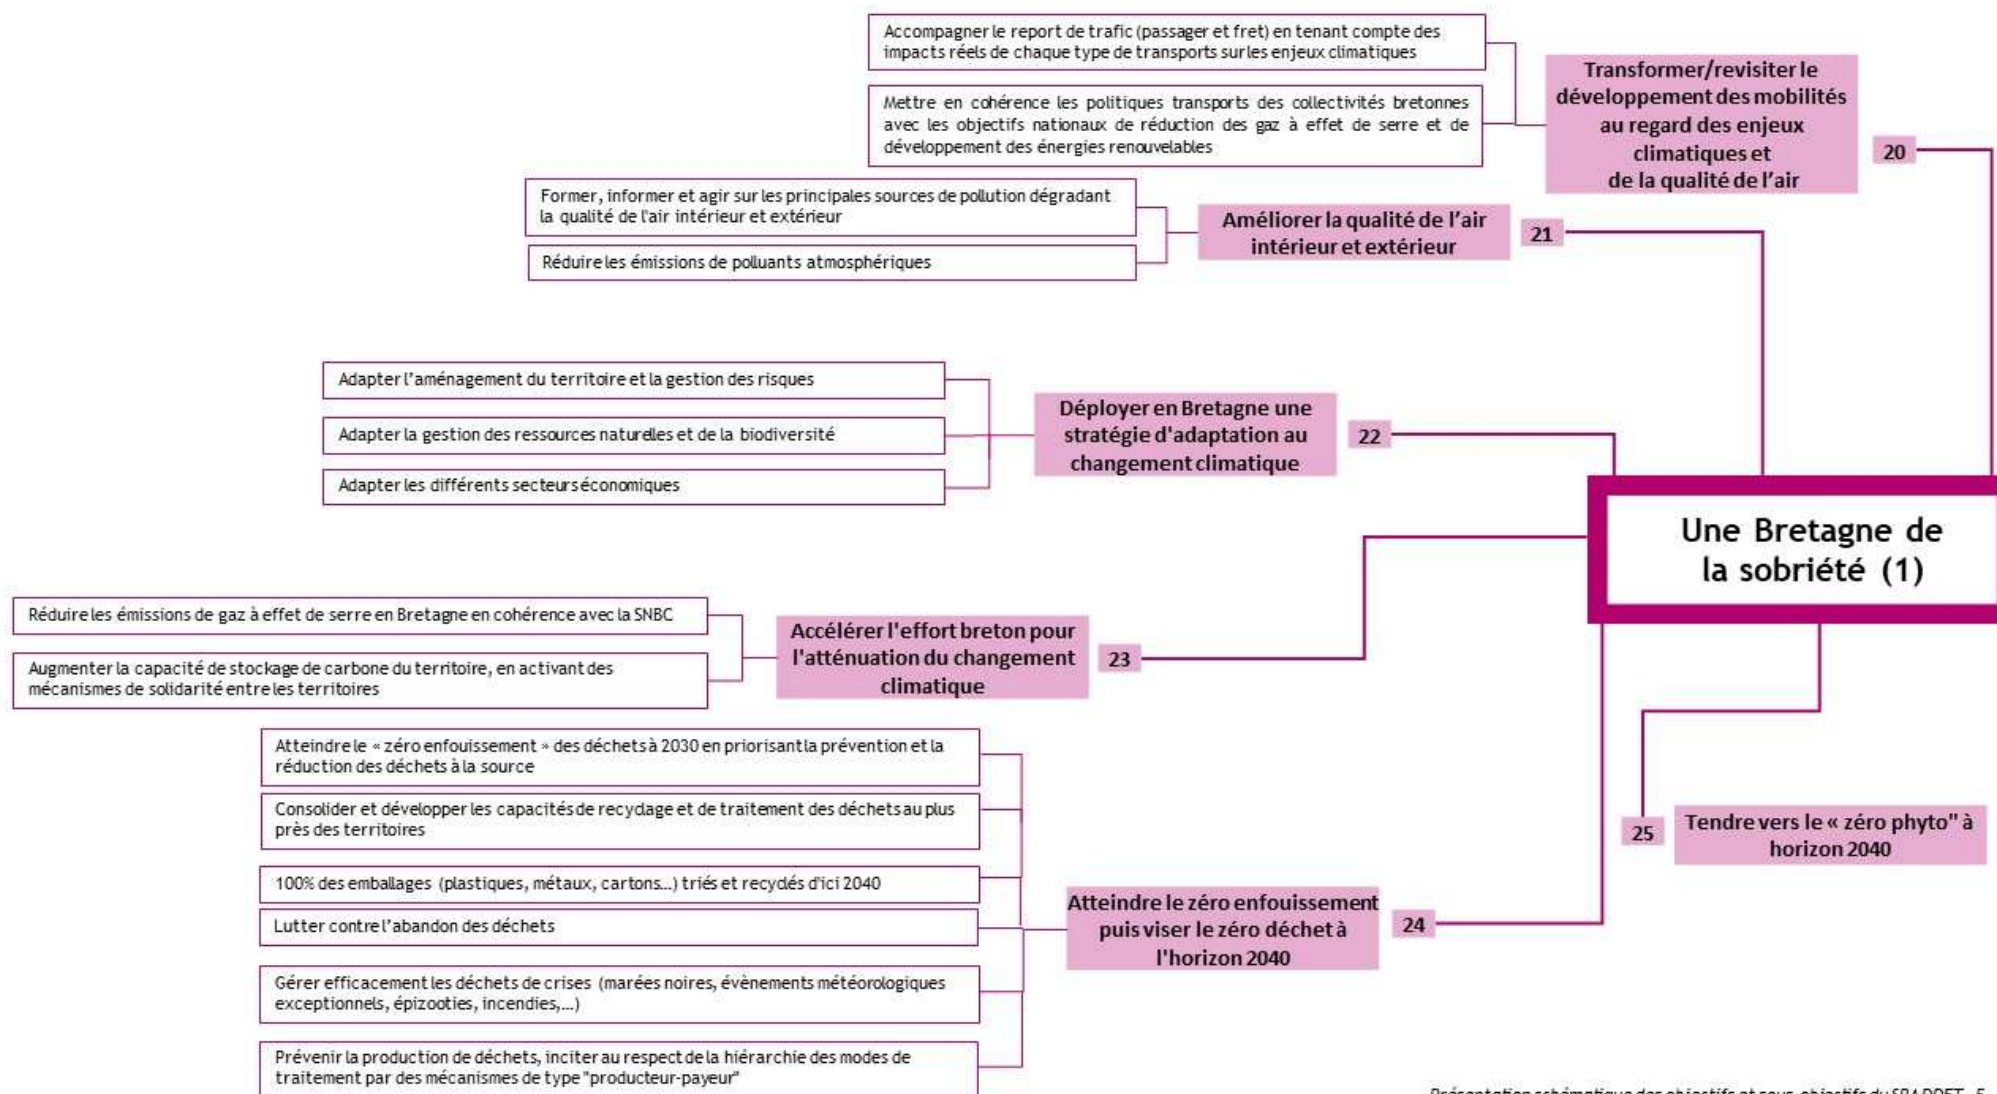 Accompagner le report de trafic (passager et fret) en tenant compte des
impacts réels de chaque type de transports surles enjeux climatiques
Mettre en cohérence les politiques transports des collectivités bretonnes
avec les objectifs nationaux de réduction des gaz à effet de serre et de
développement des énergies renouvelables
Transformer/revisiter le
développement des mobilités
au regard des enjeux
climatiques et
de la qualité de l'air
20
Former, informer et agir sur les principales sources de pollution dégradant
la qualité de l'air intérieur et extérieur
Réduire les émissions de polluants atmosphériques
Améliorer la qualité de l'air
intérieur et extérieur
21
Adapter l'aménagement du territoire et la gestion des risques
Adapter la gestion des ressources naturelles et de la biodiversité
Adapter les différents secteurs économiques
Déployer en Bretagne une
stratégie d'adaptation au
changement climatique
22
Une Bretagne de
la sobriété (1)
Réduire les émissions de gaz à effet de serre en Bretagne en cohérence avec la SNBC
Augmenter la capacité de stockage de carbone du territoire, en activant des
mécanismes de solidarité entre les territoires
Accélérer l'effort breton pour
l'atténuation du changement
climatique
23
Atteindre le « zéro enfouissement » des déchets à 2030 en priorisant la prévention et la
réduction des déchets à la source
Consolider et développer les capacités de recyclage et de traitement des déchets au plus
près des territoires
100% des emballages (plastiques, métaux, cartons…) triés et recyclés d'ici 2040
Lutter contre l'abandon des déchets
Gérer efficacement les déchets de crises (marées noires, évènements météorologiques
exceptionnels, épizooties, incendies,…)
Prévenir la production de déchets, inciter au respect de la hiérarchie des modes de
traitement par des mécanismes de type "producteur-payeur"
Atteindre le zéro enfouissement
puis viser le zéro déchet à
l'horizon 2040
24
25
Tendre vers le « zéro phyto" à
horizon 2040
Présentation schématique des objectifs et sous-objectifs du SRADDET - 5